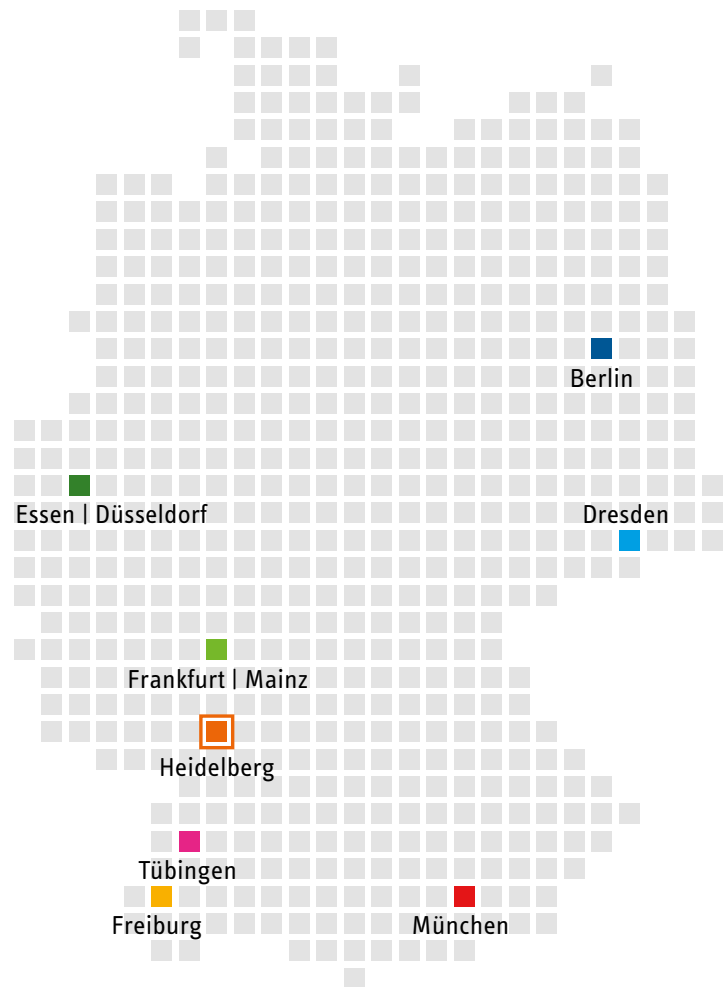 Berlin
Essen | Düsseldorf
Dresden
Frankfurt | Mainz
Heidelberg
Tübingen
Freiburg
München